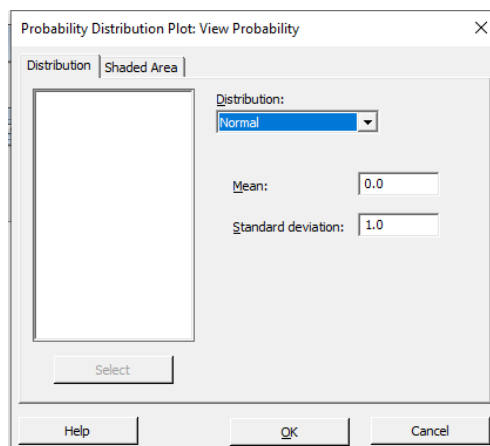 Probability Distribution Plot: View Probability
Distribution
Shaded Area
Distribution:
Normal
Mean:
0.0
Standard deviation:
1.0
Select
Help
OK
Cancel